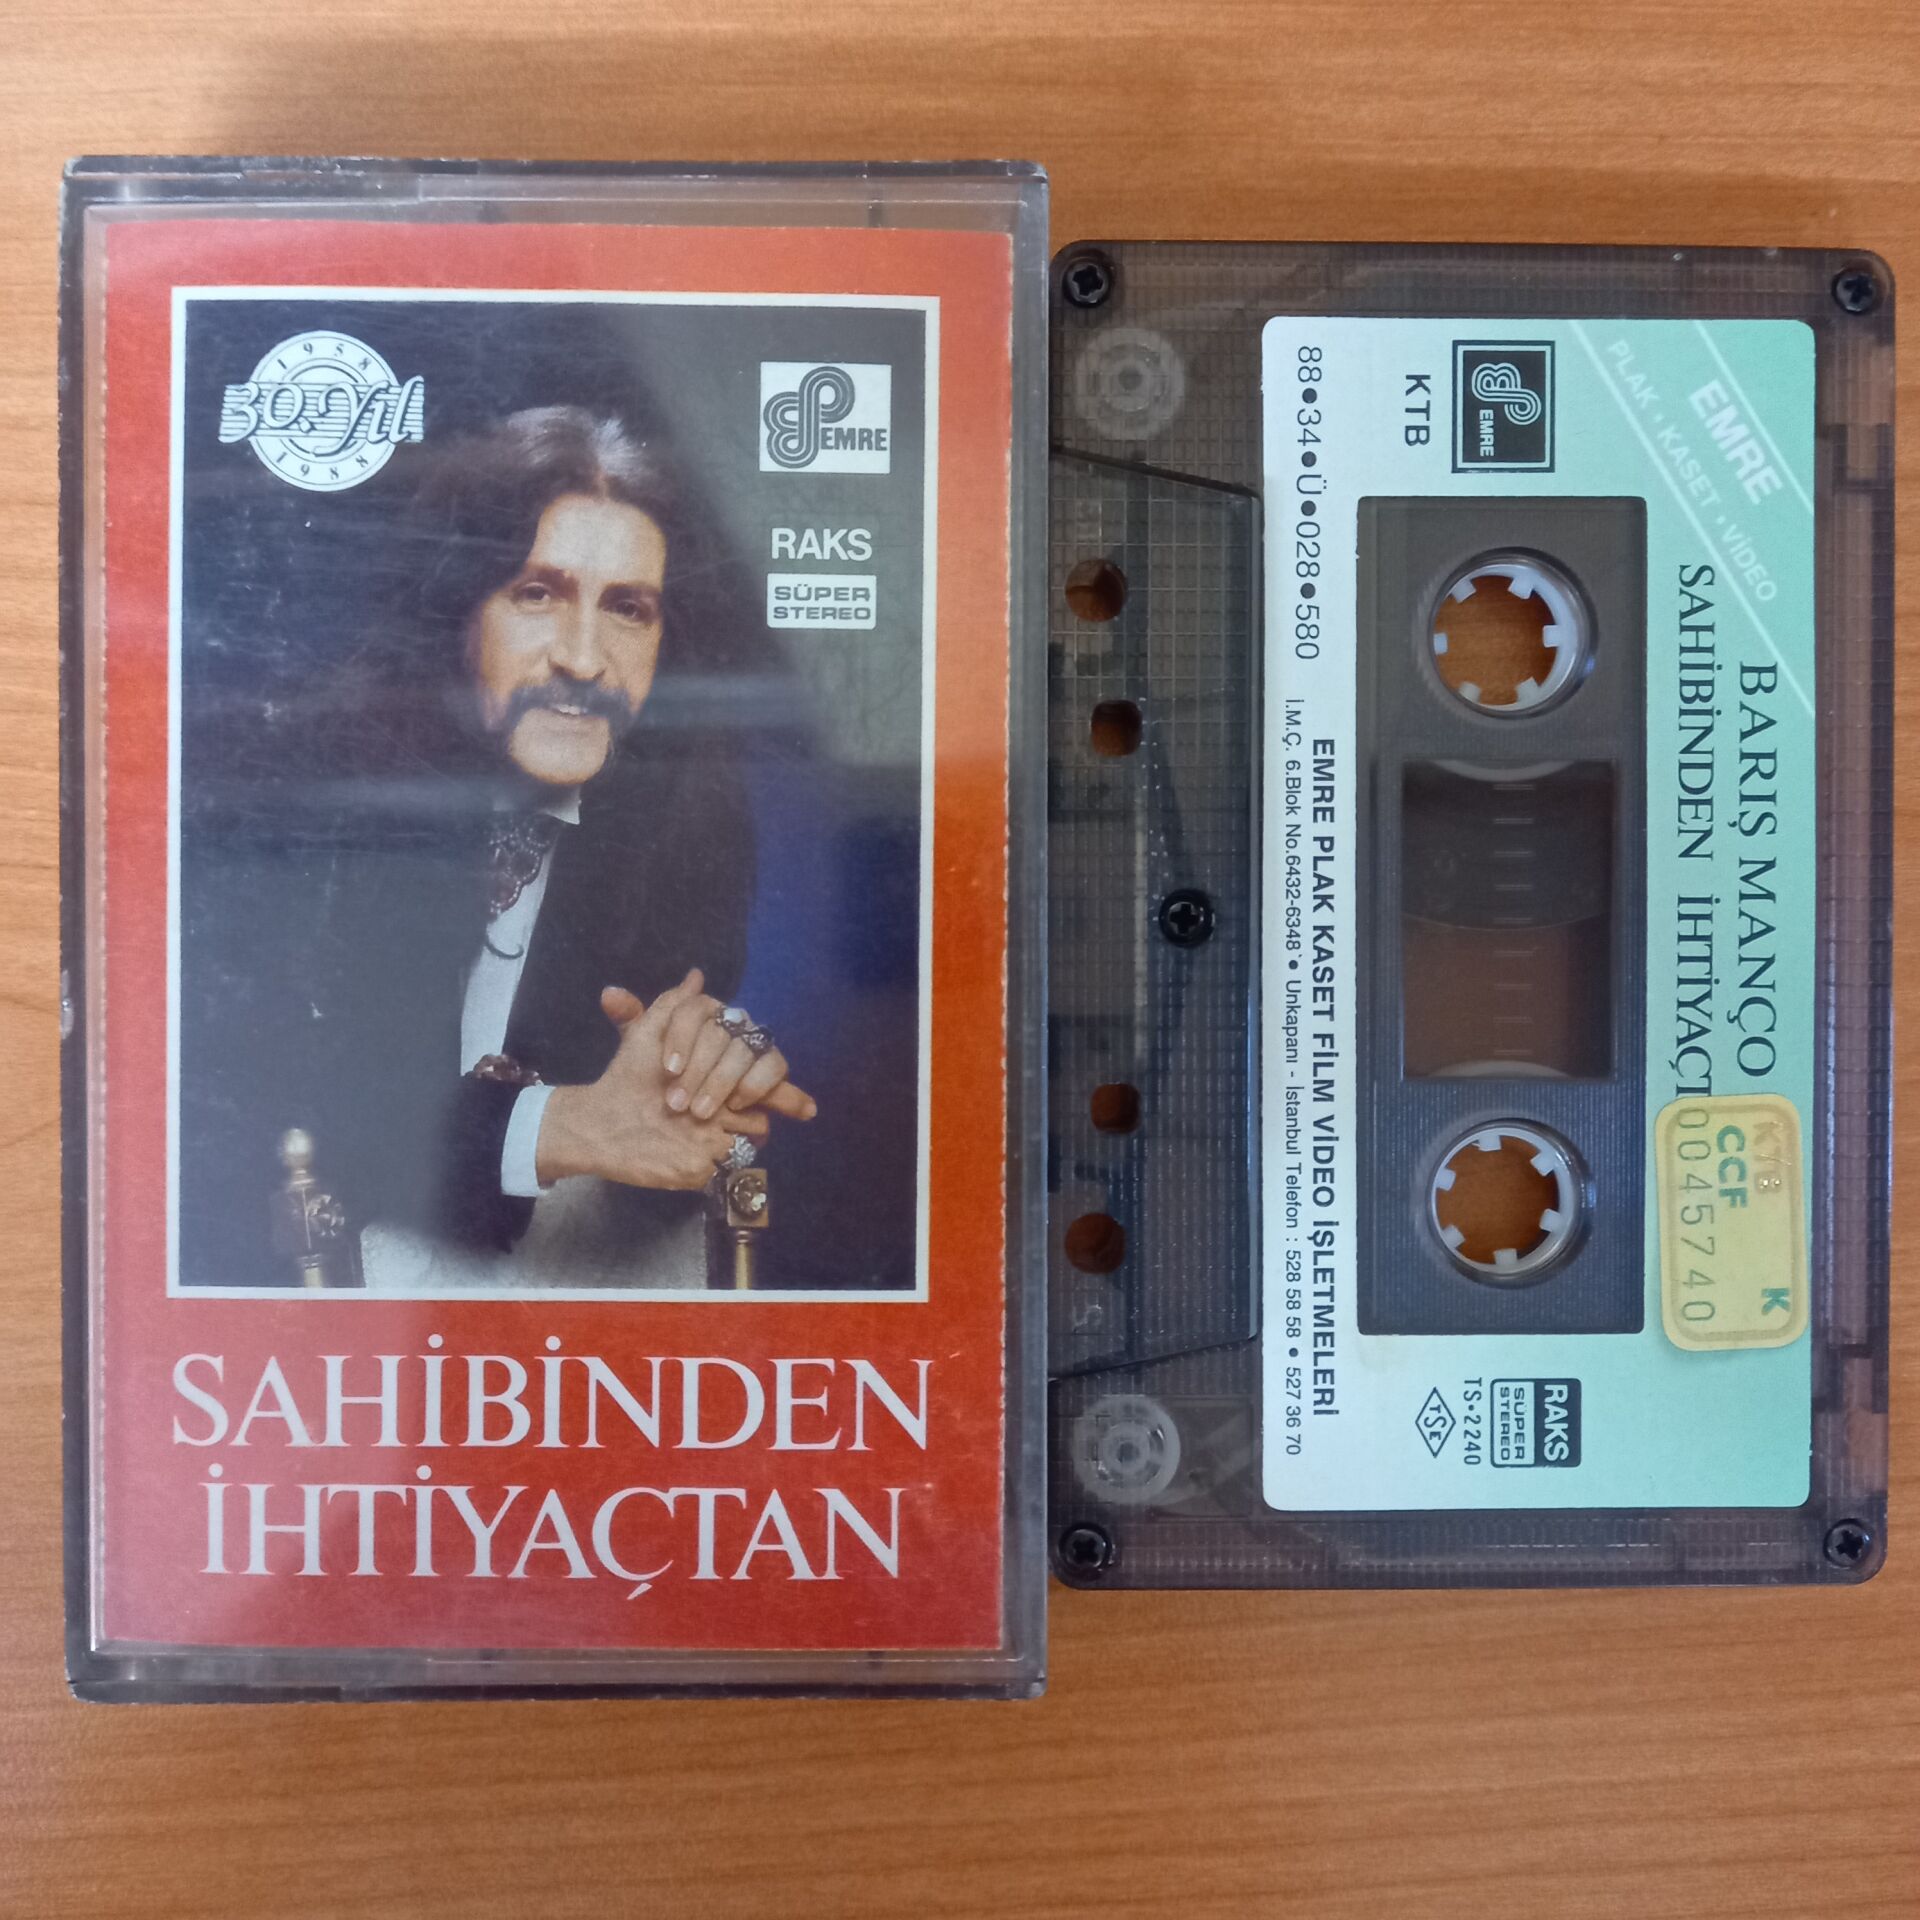 1958
30.Yıl
1988
EMRE
RAKS
SÜPER
STEREO
SAHİBİNDEN
İHTİYAÇTAN
EMRE
PLAK • KASET • VİDEO
BARIŞ MANÇO
SAHİBİNDEN İHTİYAÇT
KTB
CCF
K
0045740
EMRE
KTB
RAKS
SÜPER
STEREO
TS•2240
TSE
88•34•Ü•028•580
EMRE PLAK KASET FİLM VİDEO İŞLETMELERİ
İ.M.Ç. 6.Blok No.6432-6348 • Unkapanı - İstanbul Telefon : 528 58 58 • 527 36 70